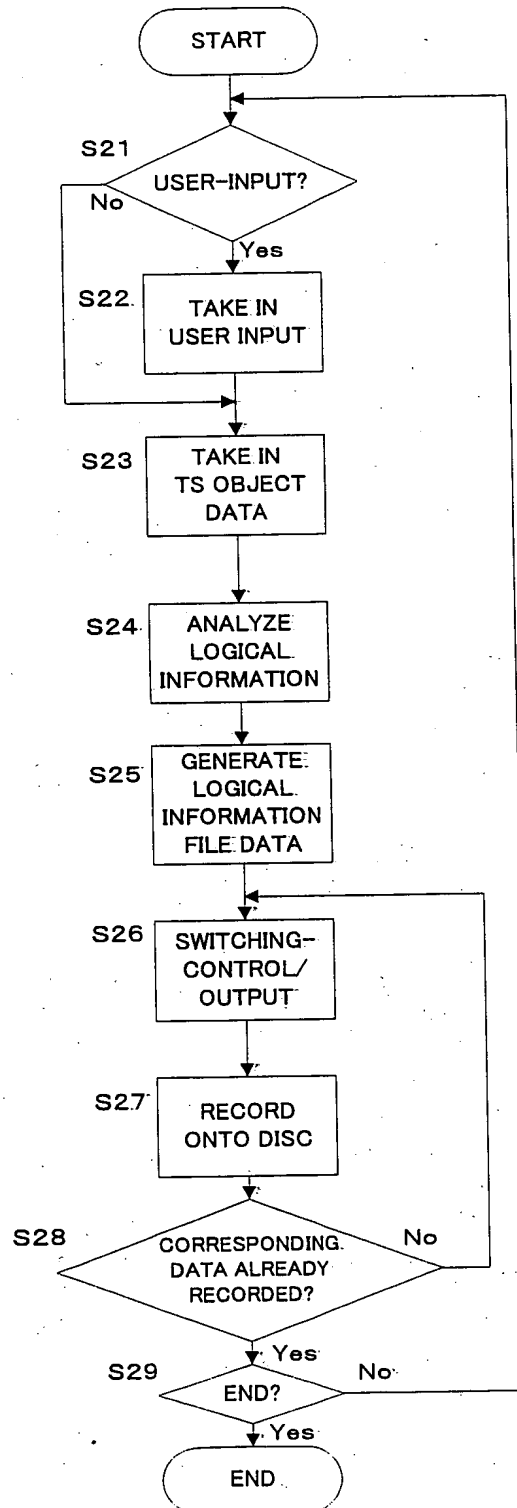 START
S21
USER-INPUT?
No
Yes
S22
TAKE IN
USER INPUT
S23
TAKE IN
TS OBJECT
DATA
S24
ANALYZE
LOGICAL
INFORMATION
S25
GENERATE
LOGICAL
INFORMATION
FILE DATA
S26
SWITCHING-
CONTROL/
OUTPUT
S27
RECORD
ONTO DISC
S28
CORRESPONDING
DATA ALREADY
RECORDED?
No
Yes
S29
END?
No
Yes
END